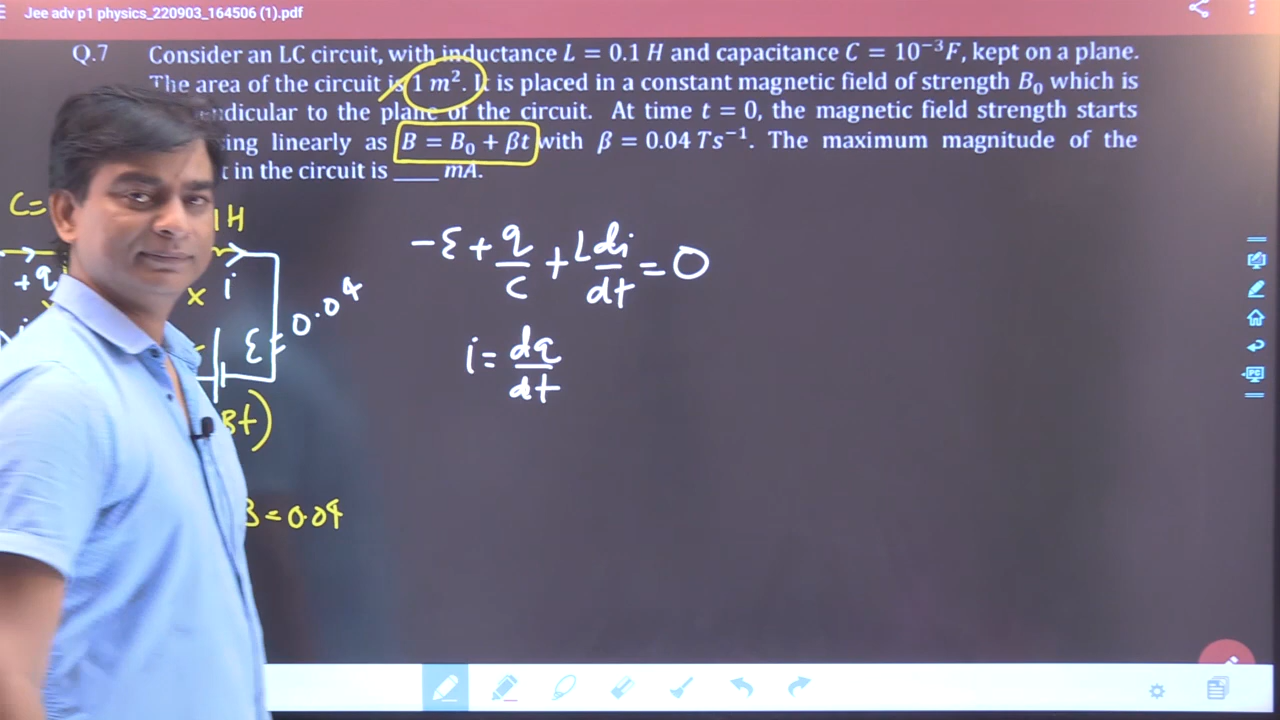 Jee adv p1 physics_220903_164506 (1).pdf
Q.7 Consider an LC circuit, with inductance L = 0.1 H and capacitance C = 10⁻³F, kept on a plane.
The area of the circuit is 1 m². It is placed in a constant magnetic field of strength B₀ which is
to the plane of the circuit. At time t = 0, the magnetic field strength starts
linearly as B = B₀ + βt with β = 0.04 Ts⁻¹. The maximum magnitude of the
in the circuit is ____ mA.
C= 1H
+q × i
ε = 0.04
βt)
= 0.04
-ε + q/C + L di/dt = 0
i = dq/dt
PC